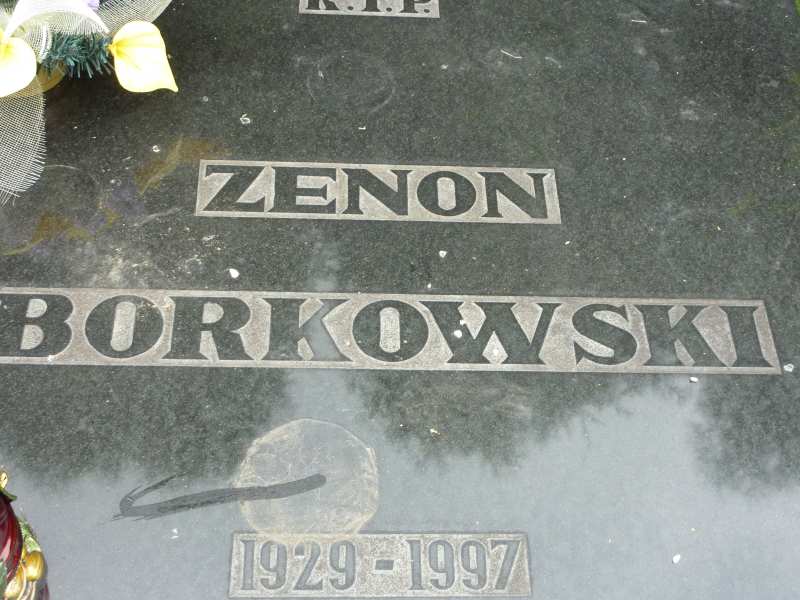 R.I.P.
ZENON
BORKOWSKI
1929 - 1997